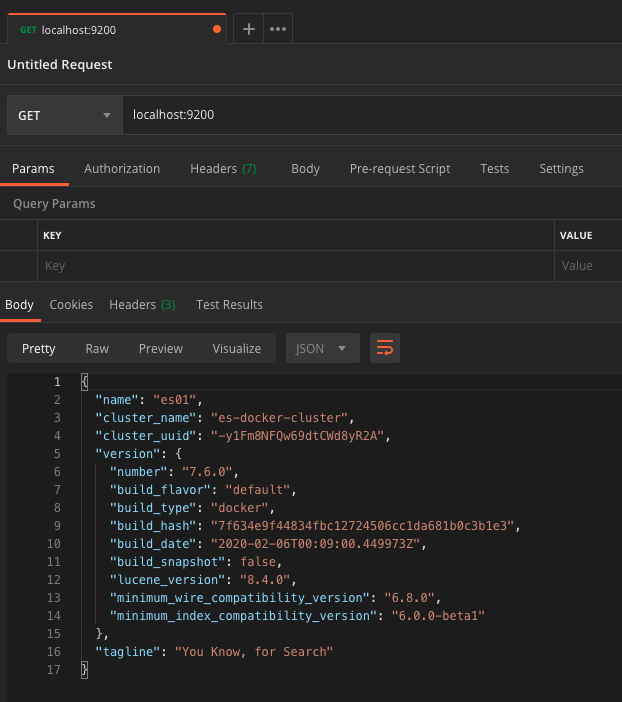 GET localhost:9200
Untitled Request
GET localhost:9200
Params Authorization Headers (7) Body Pre-request Script Tests Settings
Query Params
KEY VALUE
Key Value
Body Cookies Headers (3) Test Results
Pretty Raw Preview Visualize JSON
1 {
2 "name": "es01",
3 "cluster_name": "es-docker-cluster",
4 "cluster_uuid": "-y1Fm8NFQw69dtCWd8yR2A",
5 "version": {
6 "number": "7.6.0",
7 "build_flavor": "default",
8 "build_type": "docker",
9 "build_hash": "7f634e9f44834fbc12724506cc1da681b0c3b1e3",
10 "build_date": "2020-02-06T00:09:00.449973Z",
11 "build_snapshot": false,
12 "lucene_version": "8.4.0",
13 "minimum_wire_compatibility_version": "6.8.0",
14 "minimum_index_compatibility_version": "6.0.0-beta1"
15 },
16 "tagline": "You Know, for Search"
17 }